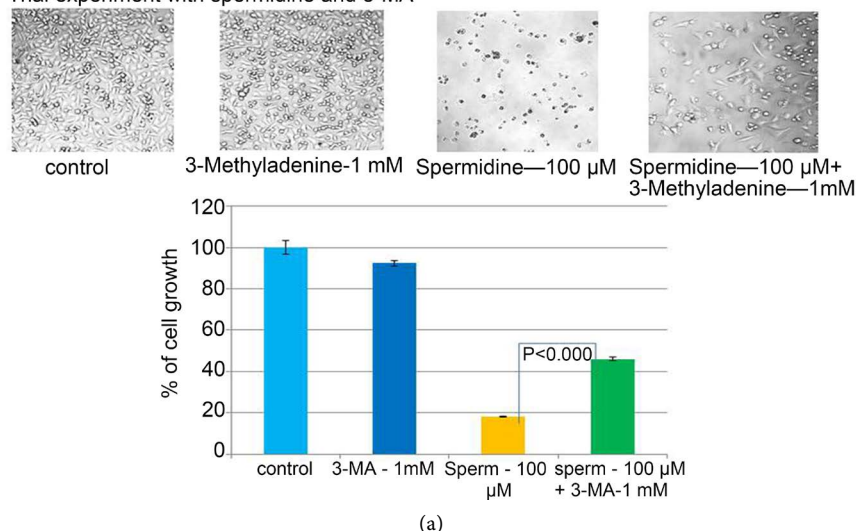 control
3-Methyladenine-1 mM
Spermidine—100 µM
Spermidine—100 µM+
3-Methyladenine—1mM
120
100
80
60
40
20
0
% of cell growth
P<0.000
control
3-MA - 1mM
Sperm - 100
µM
sperm - 100 µM
+ 3-MA-1 mM
(a)